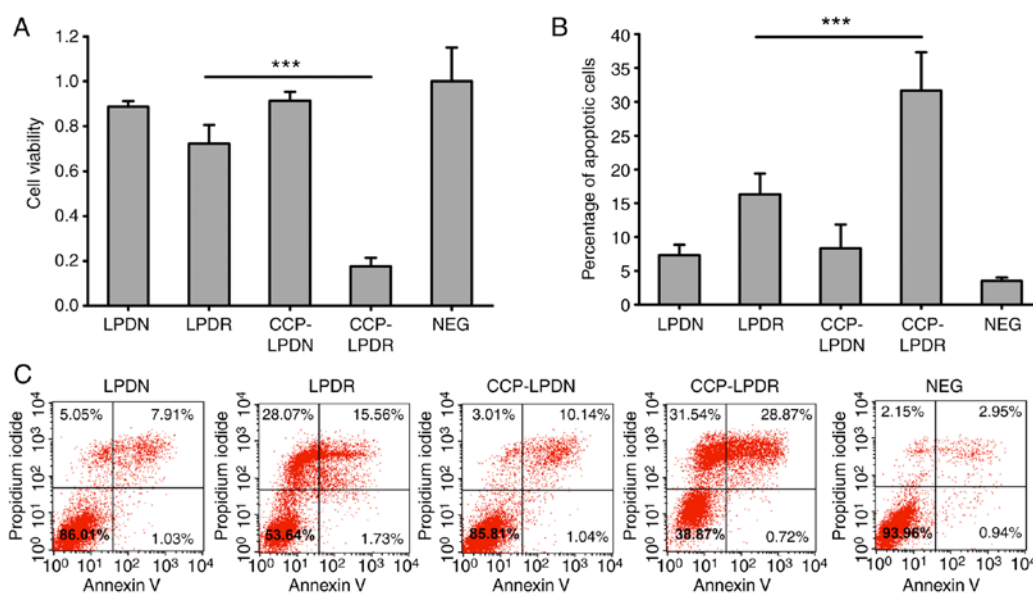 A
Cell viability
1.2
1.0
0.8
0.6
0.4
0.2
0.0
***
LPDN
LPDR
CCP-
LPDN
CCP-
LPDR
NEG
B
Percentage of apoptotic cells
40
35
30
25
20
15
10
5
0
***
LPDN
LPDR
CCP-
LPDN
CCP-
LPDR
NEG
C
LPDN
Propidium iodide
10⁴
10³
10²
10¹
10⁰
5.05%
7.91%
86.01%
1.03%
10⁰ 10¹ 10² 10³ 10⁴
Annexin V
LPDR
Propidium iodide
10⁴
10³
10²
10¹
10⁰
28.07%
15.56%
53.64%
1.73%
10⁰ 10¹ 10² 10³ 10⁴
Annexin V
CCP-LPDN
Propidium iodide
10⁴
10³
10²
10¹
10⁰
3.01%
10.14%
85.81%
1.04%
10⁰ 10¹ 10² 10³ 10⁴
Annexin V
CCP-LPDR
Propidium iodide
10⁴
10³
10²
10¹
10⁰
31.54%
28.87%
38.87%
0.72%
10⁰ 10¹ 10² 10³ 10⁴
Annexin V
NEG
Propidium iodide
10⁴
10³
10²
10¹
10⁰
2.15%
2.95%
93.96%
0.94%
10⁰ 10¹ 10² 10³ 10⁴
Annexin V